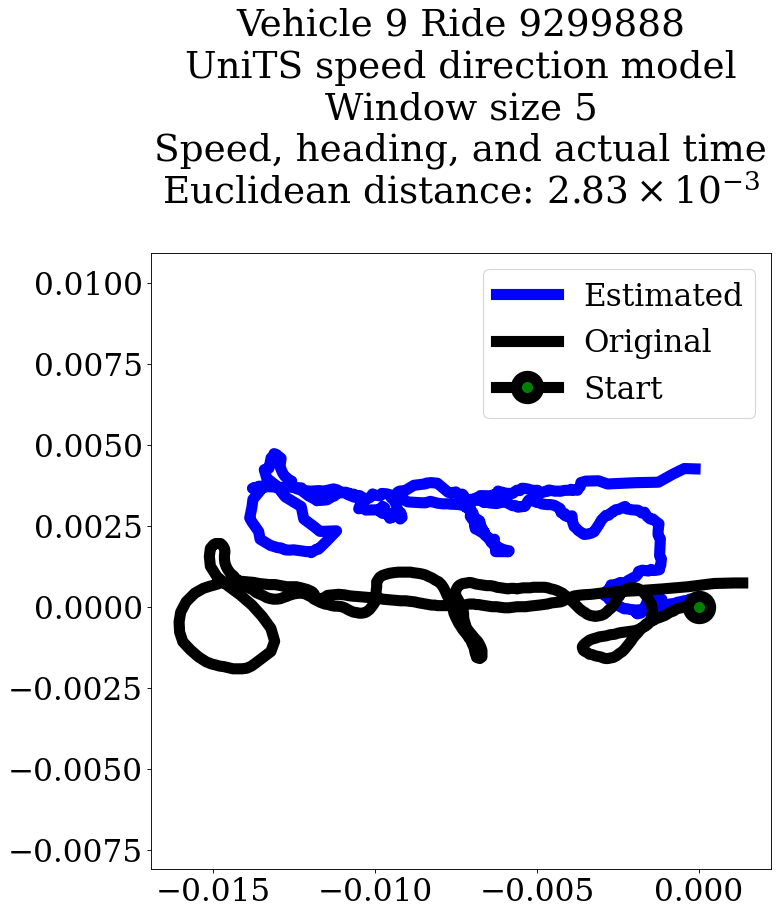 Vehicle 9 Ride 9299888
UniTS speed direction model
Window size 5
Speed, heading, and actual time
Euclidean distance: 2.83 × 10⁻³
Estimated
Original
Start
0.0100
0.0075
0.0050
0.0025
0.0000
−0.0025
−0.0050
−0.0075
−0.015
−0.010
−0.005
0.000